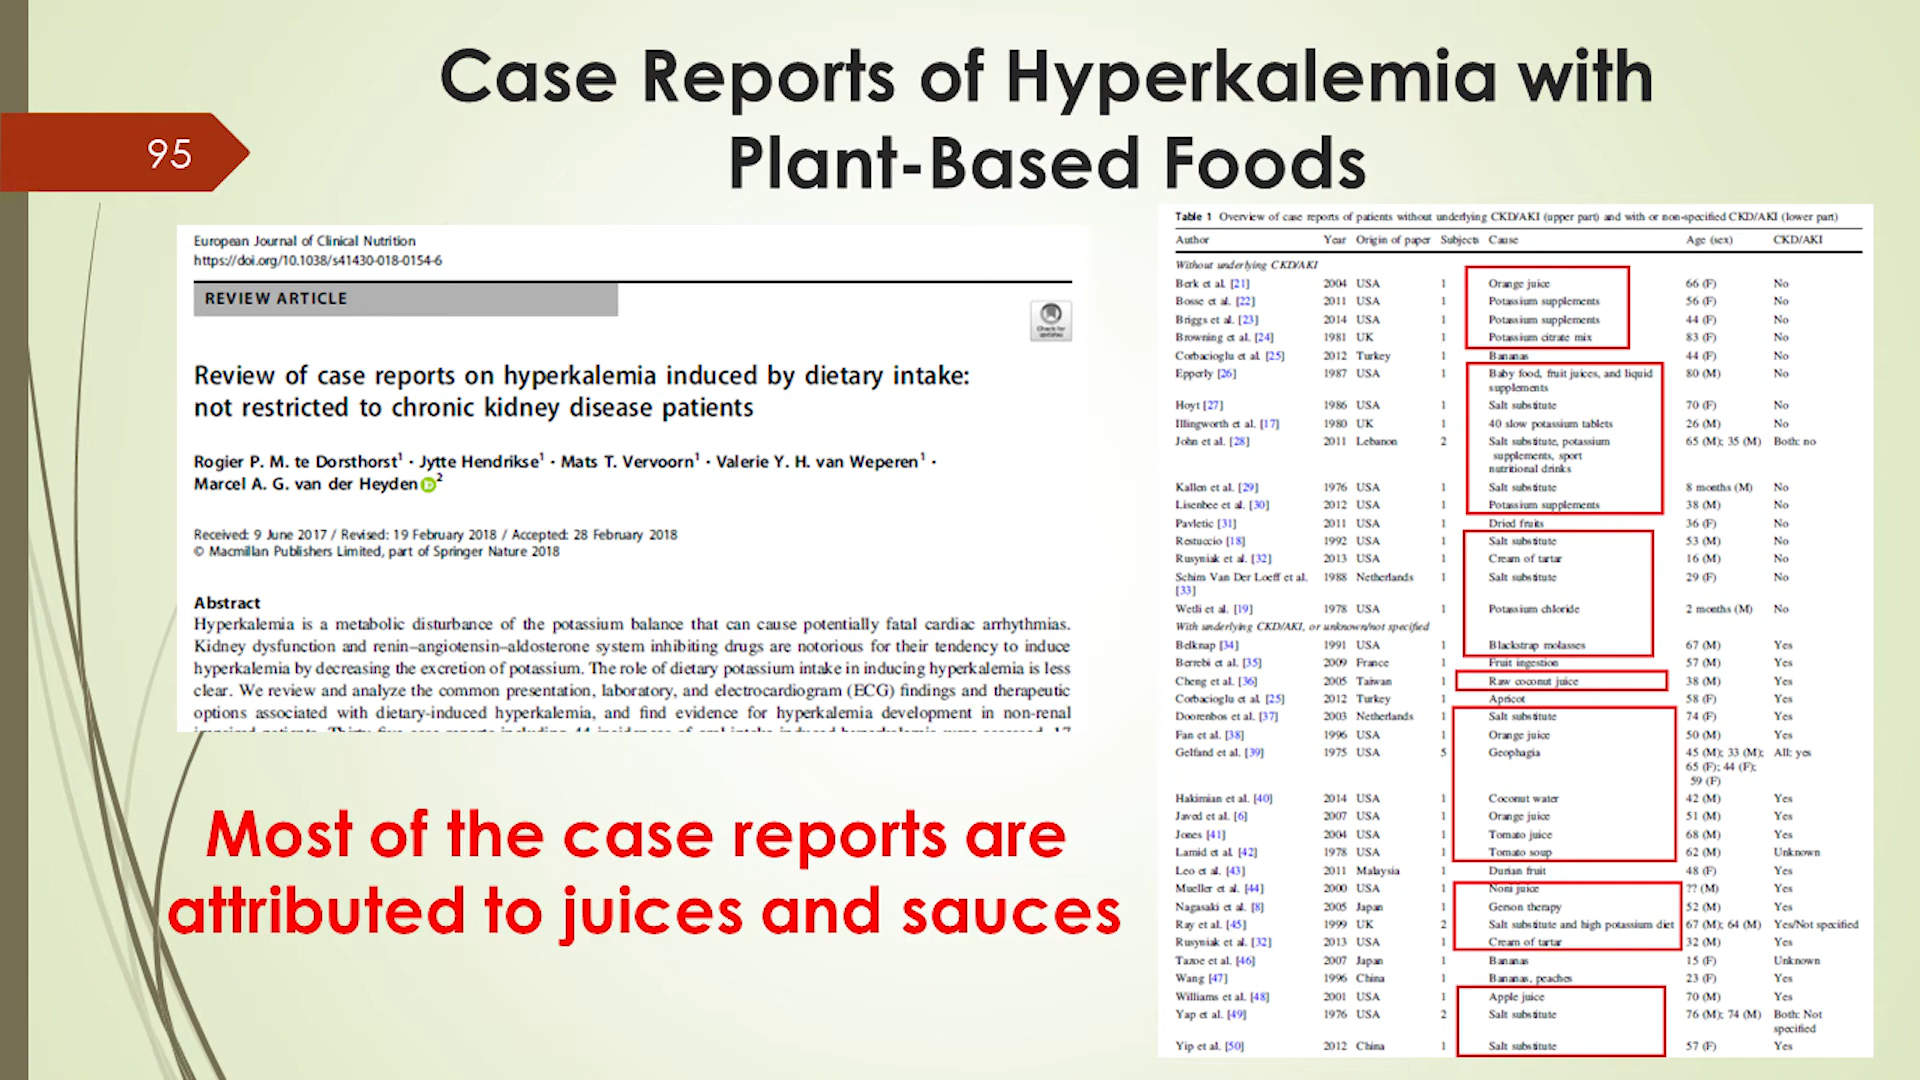 Case Reports of Hyperkalemia with
Plant-Based Foods
95
European Journal of Clinical Nutrition
https://doi.org/10.1038/s41430-018-0154-6
REVIEW ARTICLE
Check for
updates
Review of case reports on hyperkalemia induced by dietary intake:
not restricted to chronic kidney disease patients
Rogier P. M. te Dorsthorst1 · Jytte Hendrikse1 · Mats T. Vervoorn1 · Valerie Y. H. van Weperen1 ·
Marcel A. G. van der Heyden 2
Received: 9 June 2017 / Revised: 19 February 2018 / Accepted: 28 February 2018
© Macmillan Publishers Limited, part of Springer Nature 2018
Abstract
Hyperkalemia is a metabolic disturbance of the potassium balance that can cause potentially fatal cardiac arrhythmias.
Kidney dysfunction and renin–angiotensin–aldosterone system inhibiting drugs are notorious for their tendency to induce
hyperkalemia by decreasing the excretion of potassium. The role of dietary potassium intake in inducing hyperkalemia is less
clear. We review and analyze the common presentation, laboratory, and electrocardiogram (ECG) findings and therapeutic
options associated with dietary-induced hyperkalemia, and find evidence for hyperkalemia development in non-renal
Most of the case reports are
attributed to juices and sauces
Table 1 Overview of case reports of patients without underlying CKD/AKI (upper part) and with or non-specified CKD/AKI (lower part)
Author Year Origin of paper Subjects Cause Age (sex) CKD/AKI
Without underlying CKD/AKI
Berk et al. [21] 2004 USA 1 Orange juice 66 (F) No
Bosse et al. [22] 2011 USA 1 Potassium supplements 56 (F) No
Briggs et al. [23] 2014 USA 1 Potassium supplements 44 (F) No
Browning et al. [24] 1981 UK 1 Potassium citrate mix 83 (F) No
Corbacioglu et al. [25] 2012 Turkey 1 Bananas 44 (F) No
Epperly [26] 1987 USA 1 Baby food, fruit juices, and liquid 80 (M) No
supplements
Hoyt [27] 1986 USA 1 Salt substitute 70 (F) No
Illingworth et al. [17] 1980 UK 1 40 slow potassium tablets 26 (M) No
John et al. [28] 2011 Lebanon 2 Salt substitute, potassium 65 (M); 35 (M) Both: no
supplements, sport
nutritional drinks
Kallen et al. [29] 1976 USA 1 Salt substitute 8 months (M) No
Lisenbee et al. [30] 2012 USA 1 Potassium supplements 38 (M) No
Pavletic [31] 2011 USA 1 Dried fruits 36 (F) No
Restuccio [18] 1992 USA 1 Salt substitute 53 (M) No
Rusyniak et al. [32] 2013 USA 1 Cream of tartar 16 (M) No
Schim Van Der Loeff et al. 1988 Netherlands 1 Salt substitute 29 (F) No
[33]
Wetli et al. [19] 1978 USA 1 Potassium chloride 2 months (M) No
With underlying CKD/AKI, or unknown/not specified
Belknap [34] 1991 USA 1 Blackstrap molasses 67 (M) Yes
Berrebi et al. [35] 2009 France 1 Fruit ingestion 57 (M) Yes
Cheng et al. [36] 2005 Taiwan 1 Raw coconut juice 38 (M) Yes
Corbacioglu et al. [25] 2012 Turkey 1 Apricot 58 (F) Yes
Doorenbos et al. [37] 2003 Netherlands 1 Salt substitute 74 (F) Yes
Fan et al. [38] 1996 USA 1 Orange juice 50 (M) Yes
Gelfand et al. [39] 1975 USA 5 Geophagia 45 (M); 33 (M); All: yes
65 (F); 44 (F);
59 (F)
Hakimian et al. [40] 2014 USA 1 Coconut water 42 (M) Yes
Javed et al. [6] 2007 USA 1 Orange juice 51 (M) Yes
Jones [41] 2004 USA 1 Tomato juice 68 (M) Yes
Lamid et al. [42] 1978 USA 1 Tomato soup 62 (M) Unknown
Leo et al. [43] 2011 Malaysia 1 Durian fruit 48 (F) Yes
Mueller et al. [44] 2000 USA 1 Noni juice ?? (M) Yes
Nagasaki et al. [8] 2005 Japan 1 Gerson therapy 52 (M) Yes
Ray et al. [45] 1999 UK 2 Salt substitute and high potassium diet 67 (M); 64 (M) Yes/Not specified
Rusyniak et al. [32] 2013 USA 1 Cream of tartar 32 (M) Yes
Tazoe et al. [46] 2007 Japan 1 Bananas 15 (F) Unknown
Wang [47] 1996 China 1 Bananas, peaches 23 (F) Yes
Williams et al. [48] 2001 USA 1 Apple juice 70 (M) Yes
Yap et al. [49] 1976 USA 2 Salt substitute 76 (M); 74 (M) Both: Not
specified
Yip et al. [50] 2012 China 1 Salt substitute 57 (F) Yes